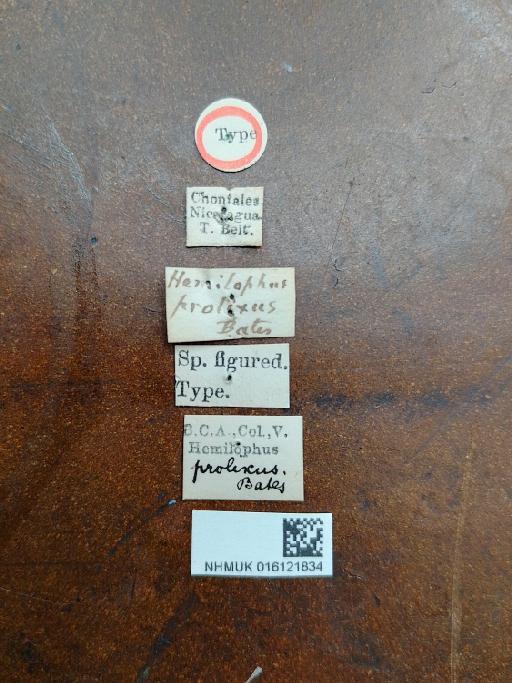 Type
Chontales
Nicaragua.
T. Belt.
Hemilophus
prolixus
Bates
Sp. figured.
Type.
B.C.A., Col., V.
Hemilophus
prolixus.
Bates
NHMUK 016121834